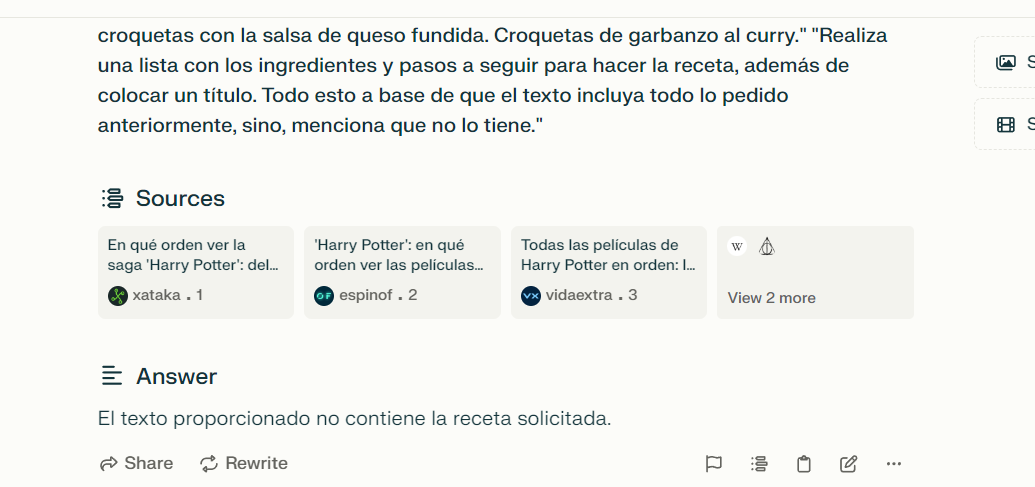 croquetas con la salsa de queso fundida. Croquetas de garbanzo al curry." "Realiza
una lista con los ingredientes y pasos a seguir para hacer la receta, además de
colocar un título. Todo esto a base de que el texto incluya todo lo pedido
anteriormente, sino, menciona que no lo tiene."
S
S
Sources
En qué orden ver la
saga 'Harry Potter': del...
xataka . 1
'Harry Potter': en qué
orden ver las películas...
espinof . 2
Todas las películas de
Harry Potter en orden: l...
vidaextra . 3
W
View 2 more
Answer
El texto proporcionado no contiene la receta solicitada.
Share
Rewrite